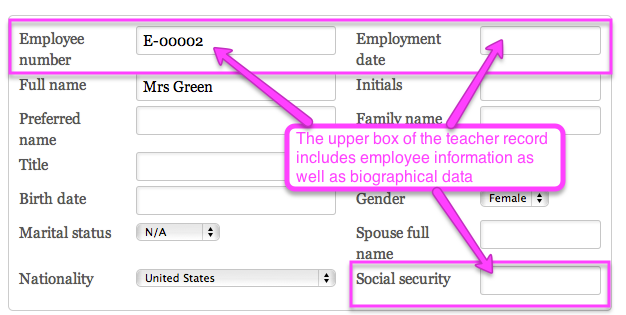 Employee number E-00002 Employment date
Full name Mrs Green Initials
Preferred name Family name
The upper box of the teacher record
includes employee information as
well as biographical data
Title
Birth date Gender Female
Marital status N/A Spouse full name
Nationality United States Social security